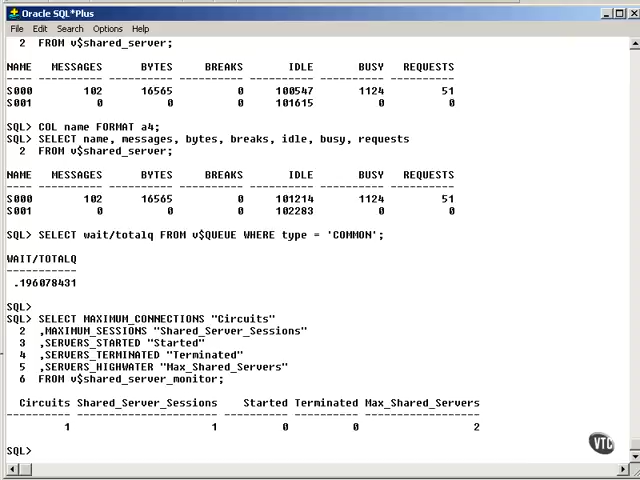 Oracle SQL*Plus
File Edit Search Options Help
2 FROM v$shared_server;
NAME MESSAGES BYTES BREAKS IDLE BUSY REQUESTS
---- ---------- ---------- ---------- ---------- ---------- ----------
S000 102 16565 0 100547 1124 51
S001 0 0 0 101615 0 0
SQL> COL name FORMAT a4;
SQL> SELECT name, messages, bytes, breaks, idle, busy, requests
2 FROM v$shared_server;
NAME MESSAGES BYTES BREAKS IDLE BUSY REQUESTS
---- ---------- ---------- ---------- ---------- ---------- ----------
S000 102 16565 0 101214 1124 51
S001 0 0 0 102283 0 0
SQL> SELECT wait/totalq FROM v$QUEUE WHERE type = 'COMMON';
WAIT/TOTALQ
-----------
.196078431
SQL>
SQL> SELECT MAXIMUM_CONNECTIONS "Circuits"
2 ,MAXIMUM_SESSIONS "Shared_Server_Sessions"
3 ,SERVERS_STARTED "Started"
4 ,SERVERS_TERMINATED "Terminated"
5 ,SERVERS_HIGHWATER "Max_Shared_Servers"
6 FROM v$shared_server_monitor;
Circuits Shared_Server_Sessions Started Terminated Max_Shared_Servers
---------- ---------------------- ---------- ---------- ------------------
1 1 0 0 2
SQL>
VTC